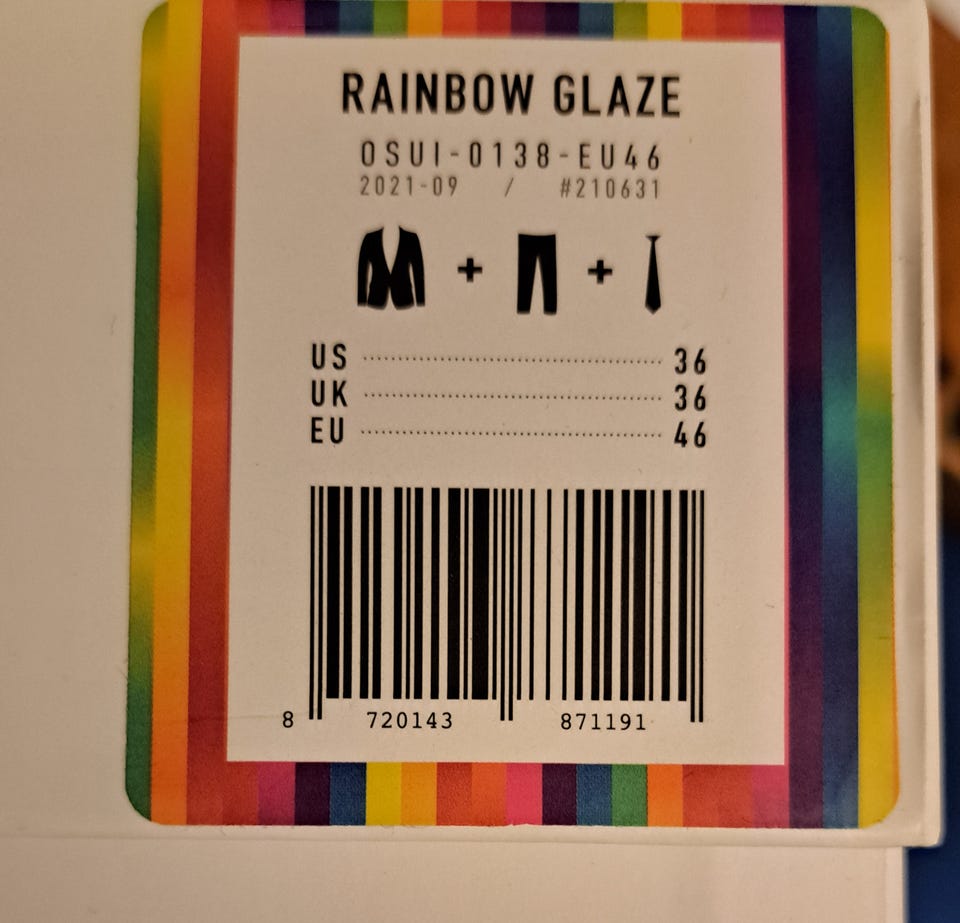 RAINBOW GLAZE
OSUI-0138-EU46
2021-09 / #210631
+ +
US ........................................ 36
UK ........................................ 36
EU ........................................ 46
8 720143 871191